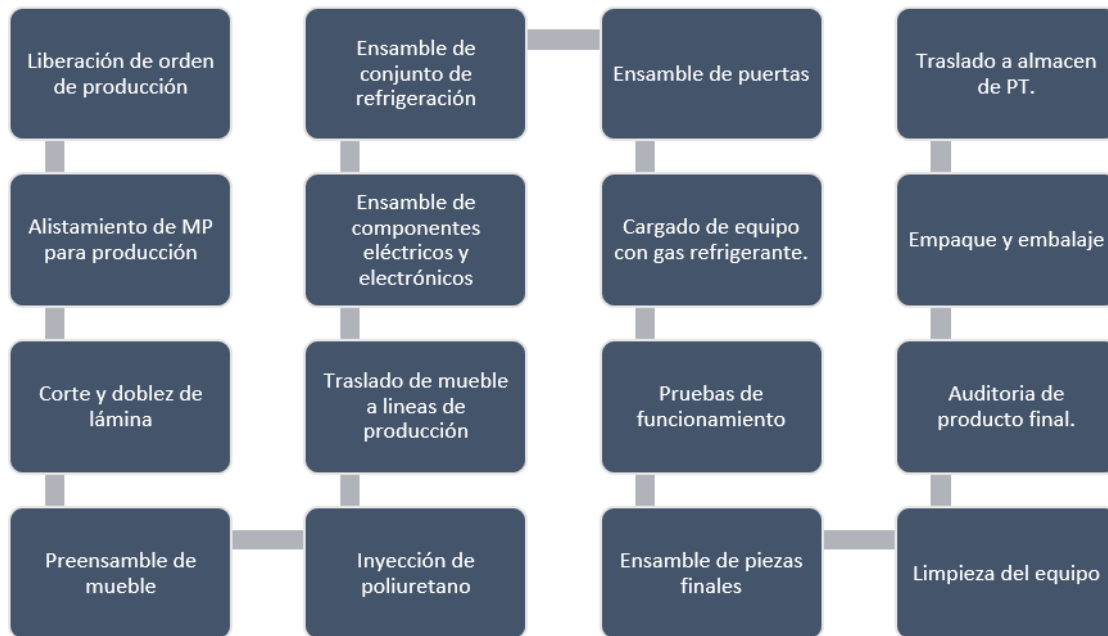 Liberación de orden
de producción
Alistamiento de MP
para producción
Corte y doblez de
lámina
Preensamble de
mueble
Inyección de
poliuretano
Traslado de mueble
a lineas de
producción
Ensamble de
componentes
eléctricos y
electrónicos
Ensamble de
conjunto de
refrigeración
Ensamble de puertas
Cargado de equipo
con gas refrigerante.
Pruebas de
funcionamiento
Ensamble de piezas
finales
Limpieza del equipo
Auditoria de
producto final.
Empaque y embalaje
Traslado a almacen
de PT.